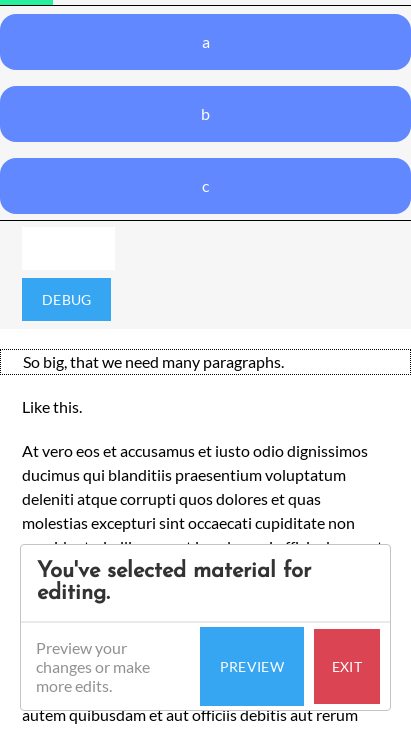 a
b
c
DEBUG
So big, that we need many paragraphs.
Like this.
At vero eos et accusamus et iusto odio dignissimos
ducimus qui blanditiis praesentium voluptatum
deleniti atque corrupti quos dolores et quas
molestias excepturi sint occaecati cupiditate non
You've selected material for
editing.
Preview your
changes or make
more edits.
PREVIEW
EXIT
autem quibusdam et aut officiis debitis aut rerum